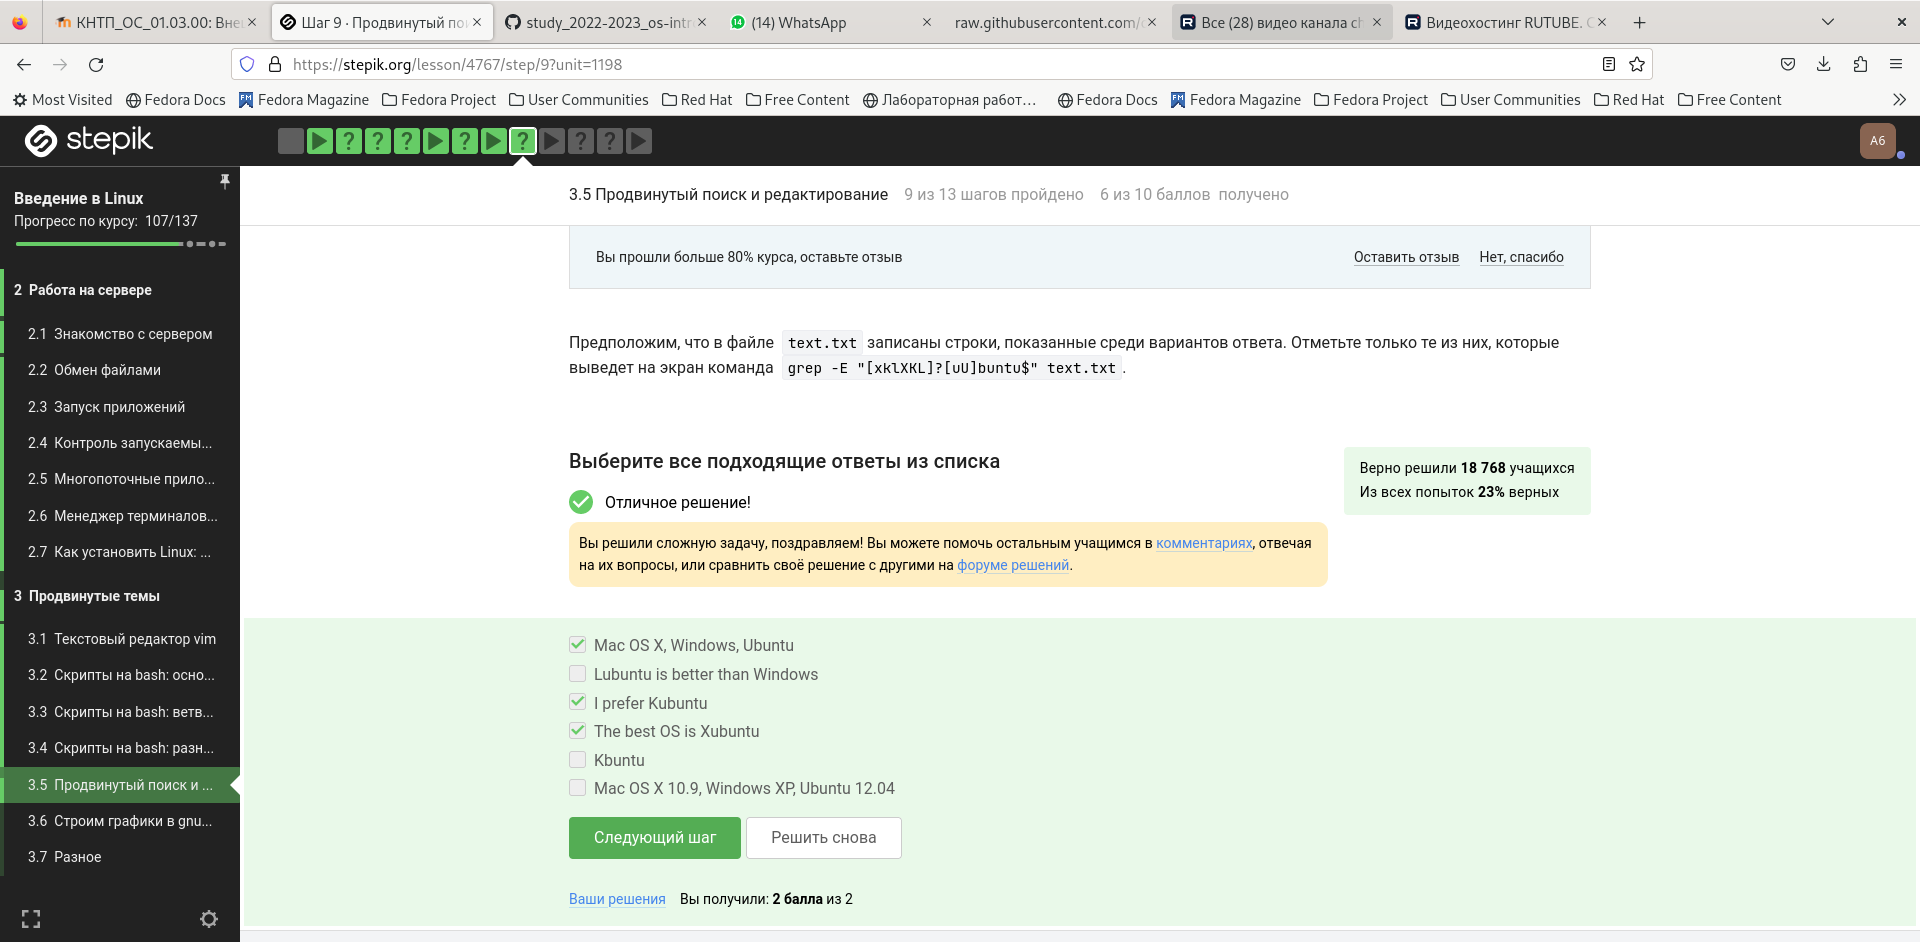 КНТП_ОС_01.03.00: Вне
Шаг 9 · Продвинутый по
study_2022-2023_os-intr
(14) WhatsApp
raw.githubusercontent.com/
Все (28) видео канала ch
Видеохостинг RUTUBE. С
https://stepik.org/lesson/4767/step/9?unit=1198
Most Visited
Fedora Docs
Fedora Magazine
Fedora Project
User Communities
Red Hat
Free Content
Лабораторная работ…
Fedora Docs
Fedora Magazine
Fedora Project
User Communities
Red Hat
Free Content
stepik
А6
Введение в Linux
Прогресс по курсу: 107/137
2 Работа на сервере
2.1 Знакомство с сервером
2.2 Обмен файлами
2.3 Запуск приложений
2.4 Контроль запускаемы...
2.5 Многопоточные прило...
2.6 Менеджер терминалов...
2.7 Как установить Linux: ...
3 Продвинутые темы
3.1 Текстовый редактор vim
3.2 Скрипты на bash: осно...
3.3 Скрипты на bash: ветв...
3.4 Скрипты на bash: разн...
3.5 Продвинутый поиск и ...
3.6 Строим графики в gnu...
3.7 Разное
3.5 Продвинутый поиск и редактирование 9 из 13 шагов пройдено 6 из 10 баллов получено
Вы прошли больше 80% курса, оставьте отзыв
Оставить отзыв
Нет, спасибо
Предположим, что в файле text.txt записаны строки, показанные среди вариантов ответа. Отметьте только те из них, которые
выведет на экран команда grep -E "[xklXKL]?[uU]buntu$" text.txt.
Выберите все подходящие ответы из списка
Верно решили 18 768 учащихся
Из всех попыток 23% верных
Отличное решение!
Вы решили сложную задачу, поздравляем! Вы можете помочь остальным учащимся в комментариях, отвечая
на их вопросы, или сравнить своё решение с другими на форуме решений.
Mac OS X, Windows, Ubuntu
Lubuntu is better than Windows
I prefer Kubuntu
The best OS is Xubuntu
Kbuntu
Mac OS X 10.9, Windows XP, Ubuntu 12.04
Следующий шаг
Решить снова
Ваши решения Вы получили: 2 балла из 2